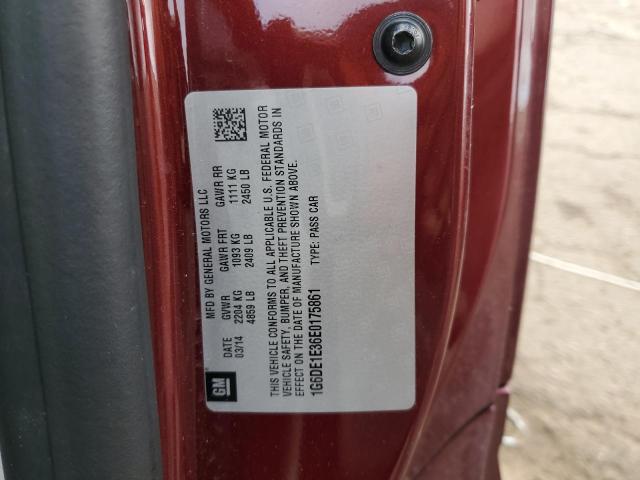 MFD BY GENERAL MOTORS LLC
DATE GVWR GAWR FRT GAWR RR
03/14 2204 KG 1093 KG 1111 KG
4859 LB 2409 LB 2450 LB
GM
THIS VEHICLE CONFORMS TO ALL APPLICABLE U.S. FEDERAL MOTOR
VEHICLE SAFETY, BUMPER, AND THEFT PREVENTION STANDARDS IN
EFFECT ON THE DATE OF MANUFACTURE SHOWN ABOVE.
1G6DE1E36E0175861 TYPE: PASS CAR